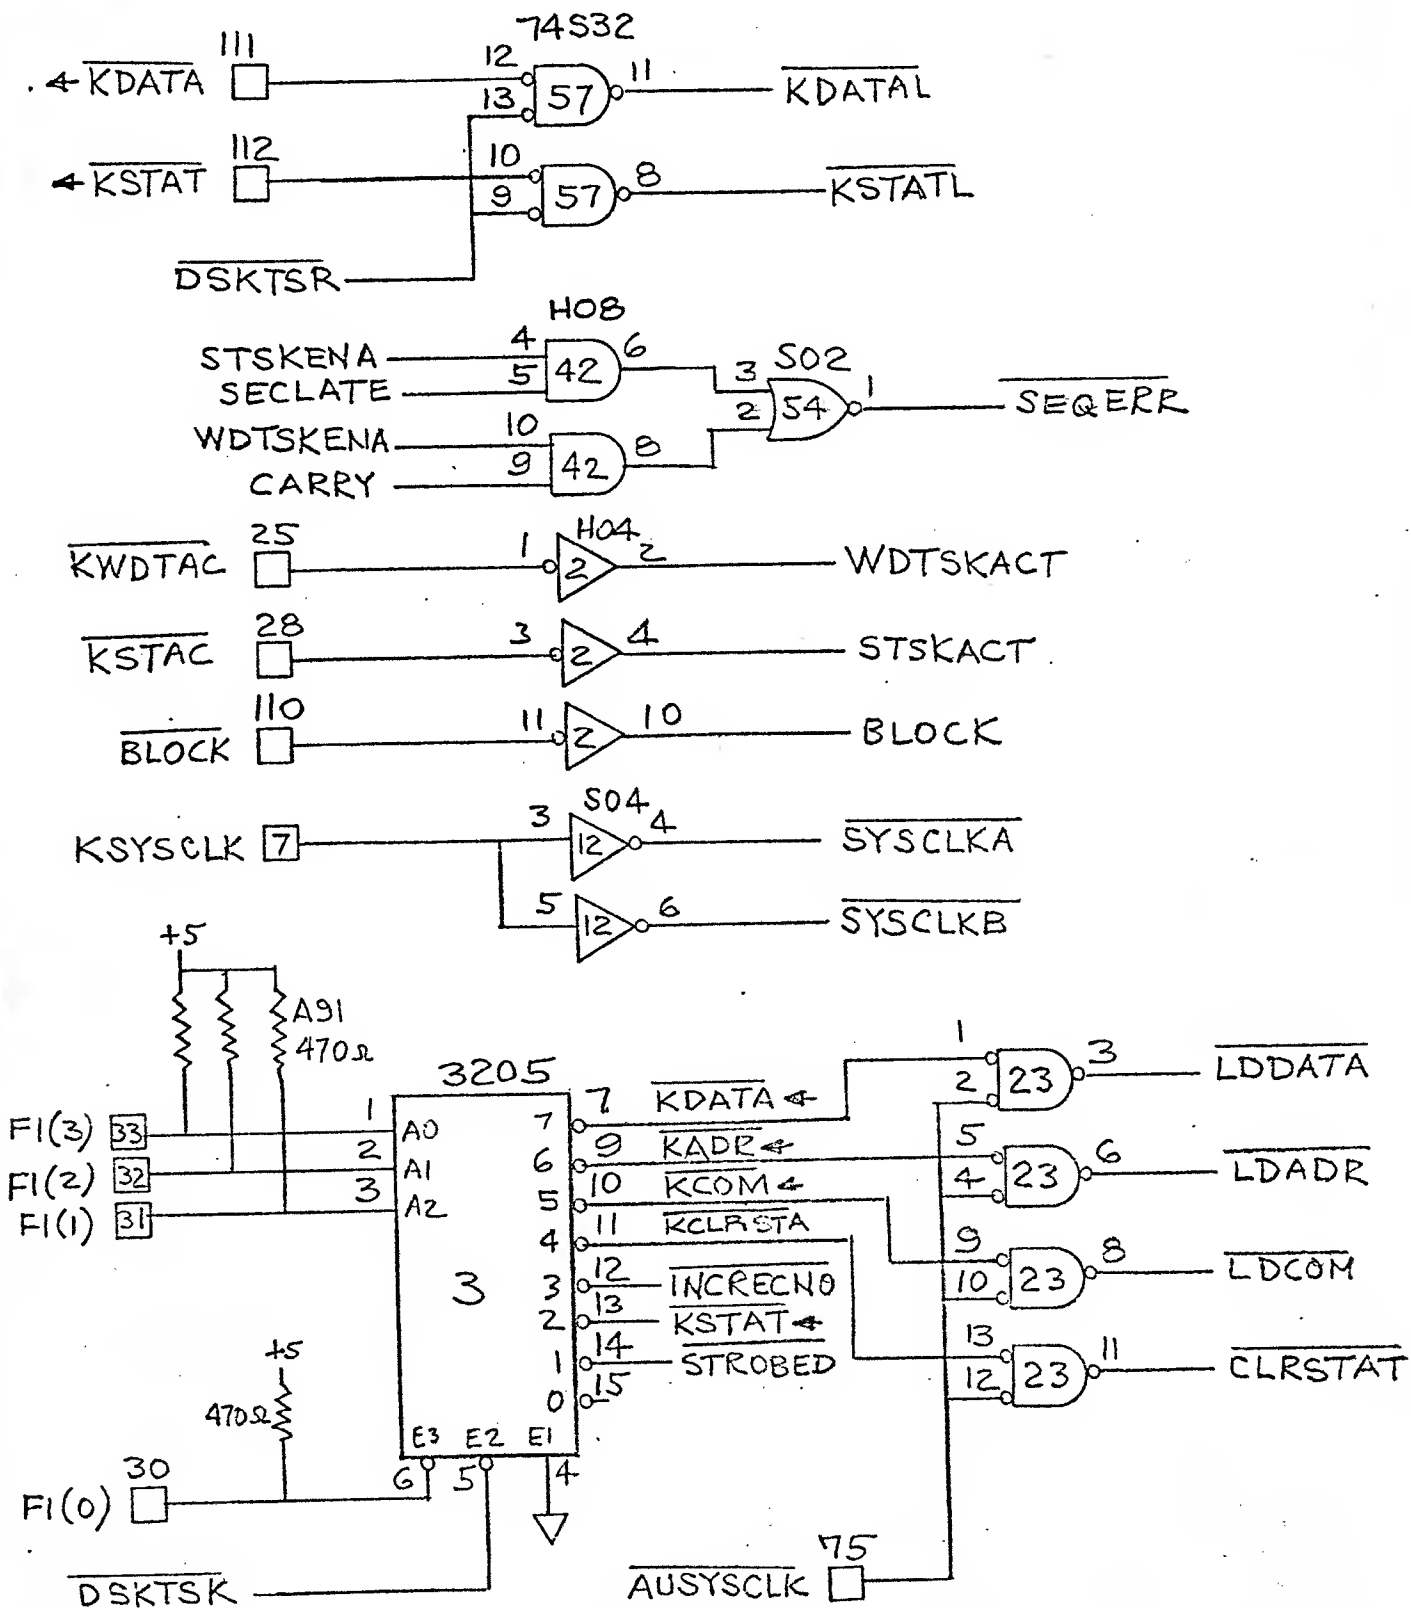 74S32
←KDATA 111 12 57 11 KDATAL
13
←KSTAT 112 10 57 8 KSTATL
9
DSKTSR
H08
STSKENA 4 42 6
SECLATE 5
S02
3 54 1 SEQERR
2
WDTSKENA 10 42 8
CARRY 9
H04
KWDTAC 25 1 2 2 WDTSKACT
KSTAC 28 3 2 4 STSKACT
BLOCK 110 11 2 10 BLOCK
S04
KSYSCLK 7 3 12 4 SYSCLKA
5 12 6 SYSCLKB
+5
A91
470Ω
3205
F1(3) 33 1 A0
F1(2) 32 2 A1
F1(1) 31 3 A2
3
7 7 KDATA←
6 9 KADR←
5 10 KCOM←
4 11 KCLRSTA
3 12 INCRECNO
2 13 KSTAT←
1 14 STROBED
0 15
E3 E2 E1
6 5 4
+5
470Ω
F1(0) 30
DSKTSK
1 23 3 LDDATA
2
5 23 6 LDADR
4
9 23 8 LDCOM
10
13 23 11 CLRSTAT
12
AUSYSCLK 75